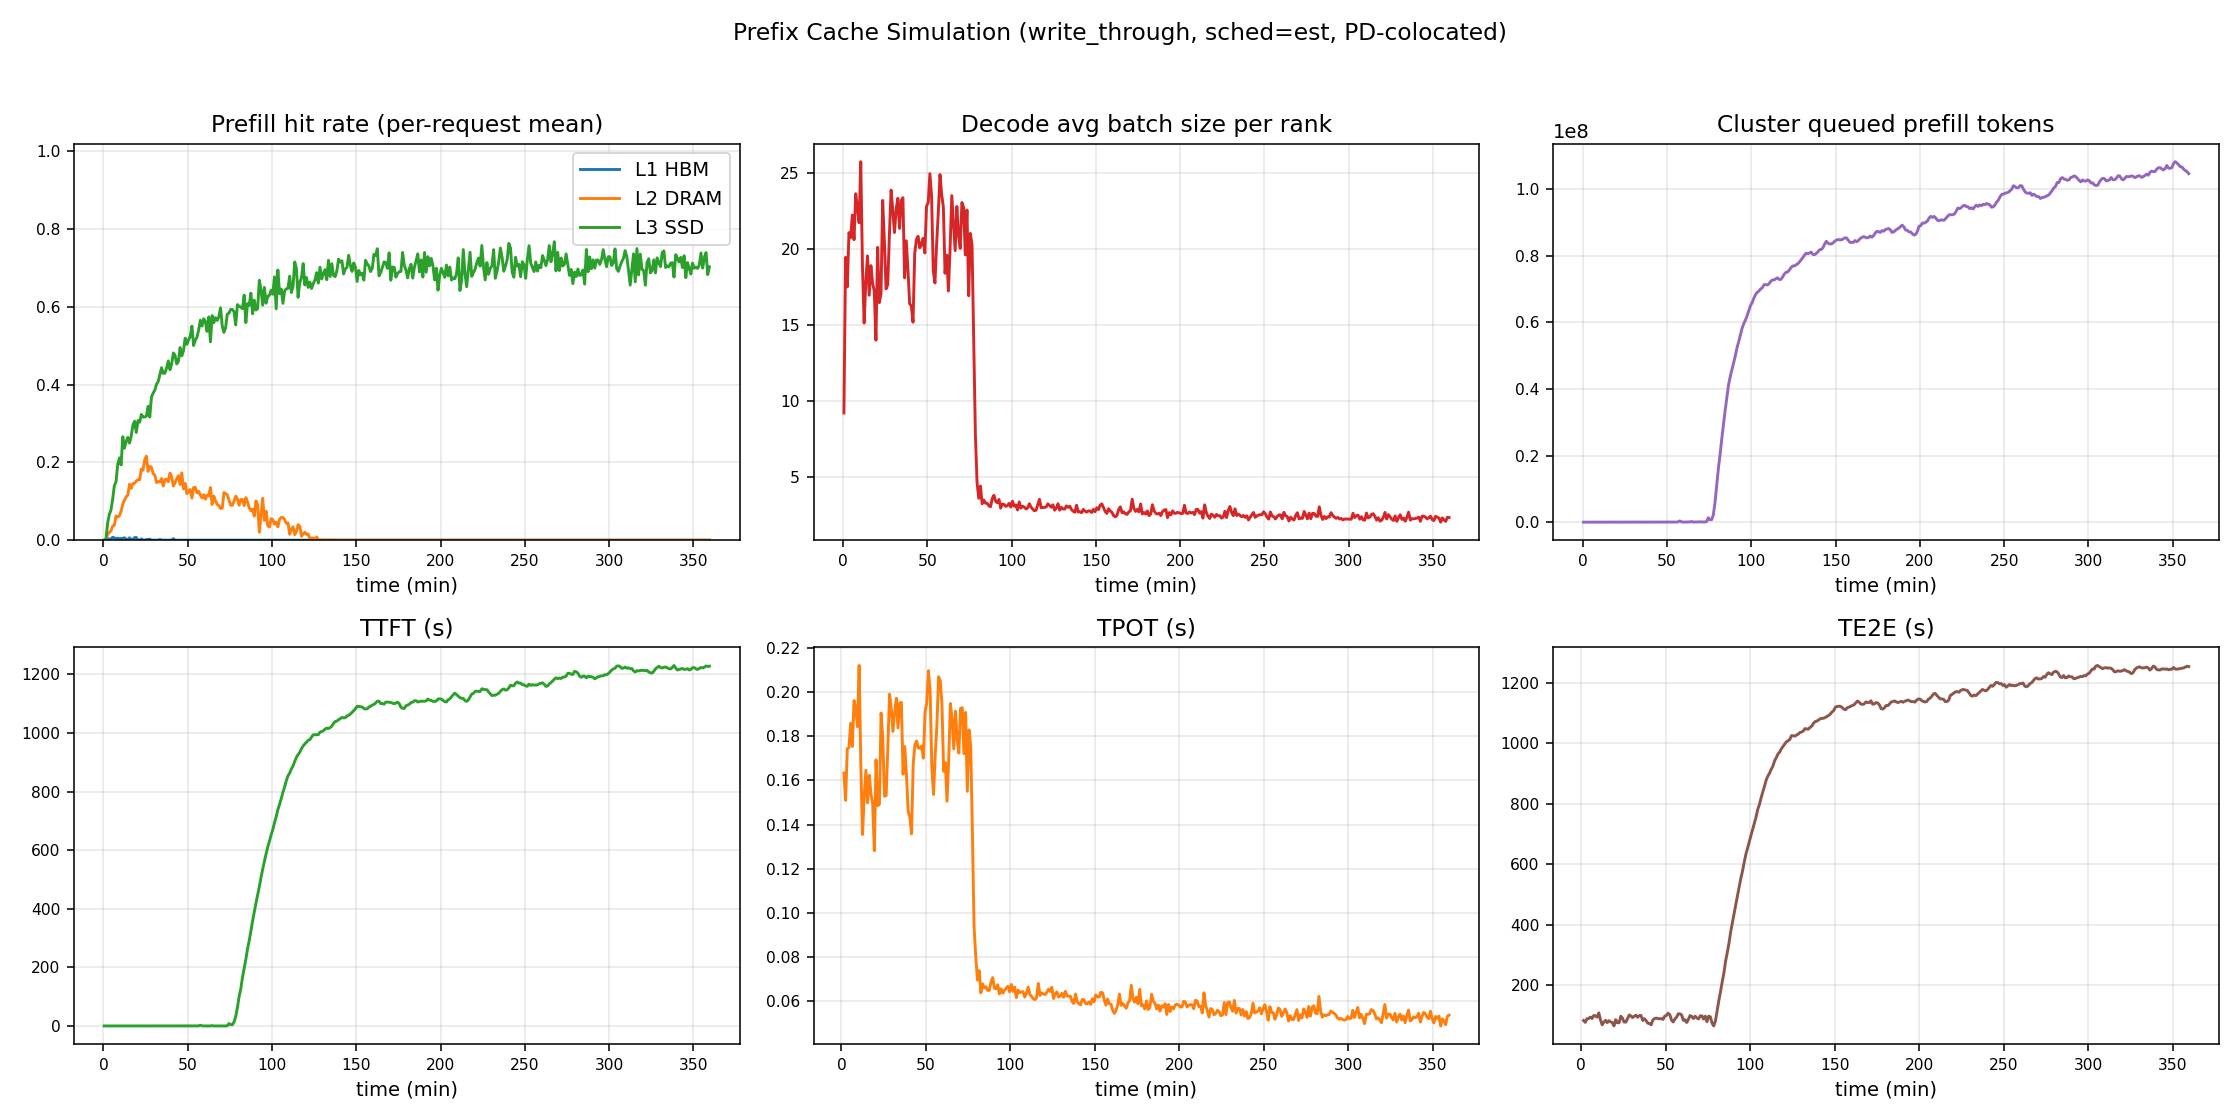 Prefix Cache Simulation (write_through, sched=est, PD-colocated)
Prefill hit rate (per-request mean)
1.0
0.8
0.6
0.4
0.2
0.0
L1 HBM
L2 DRAM
L3 SSD
0 50 100 150 200 250 300 350
time (min)
Decode avg batch size per rank
25
20
15
10
5
0 50 100 150 200 250 300 350
time (min)
Cluster queued prefill tokens
1e8
1.0
0.8
0.6
0.4
0.2
0.0
0 50 100 150 200 250 300 350
time (min)
TTFT (s)
1200
1000
800
600
400
200
0
0 50 100 150 200 250 300 350
time (min)
TPOT (s)
0.22
0.20
0.18
0.16
0.14
0.12
0.10
0.08
0.06
0 50 100 150 200 250 300 350
time (min)
TE2E (s)
1200
1000
800
600
400
200
0 50 100 150 200 250 300 350
time (min)